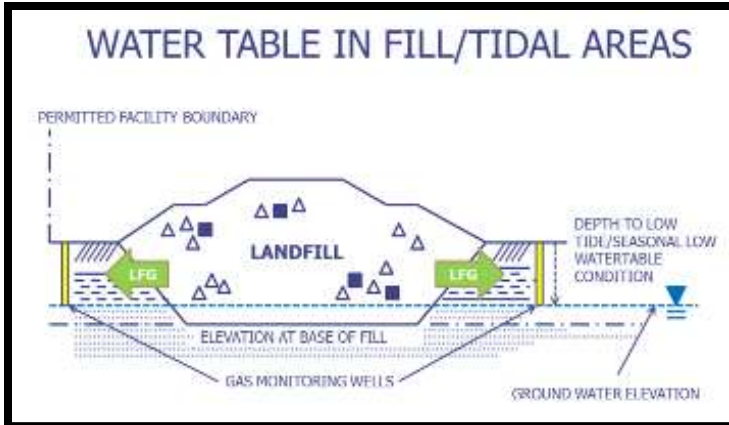 WATER TABLE IN FILL/TIDAL AREAS
PERMITTED FACILITY BOUNDARY
DEPTH TO LOW
TIDE/SEASONAL LOW
WATERTABLE
CONDITION
LANDFILL
LFG
LFG
ELEVATION AT BASE OF FILL
GAS MONITORING WELLS
GROUND WATER ELEVATION